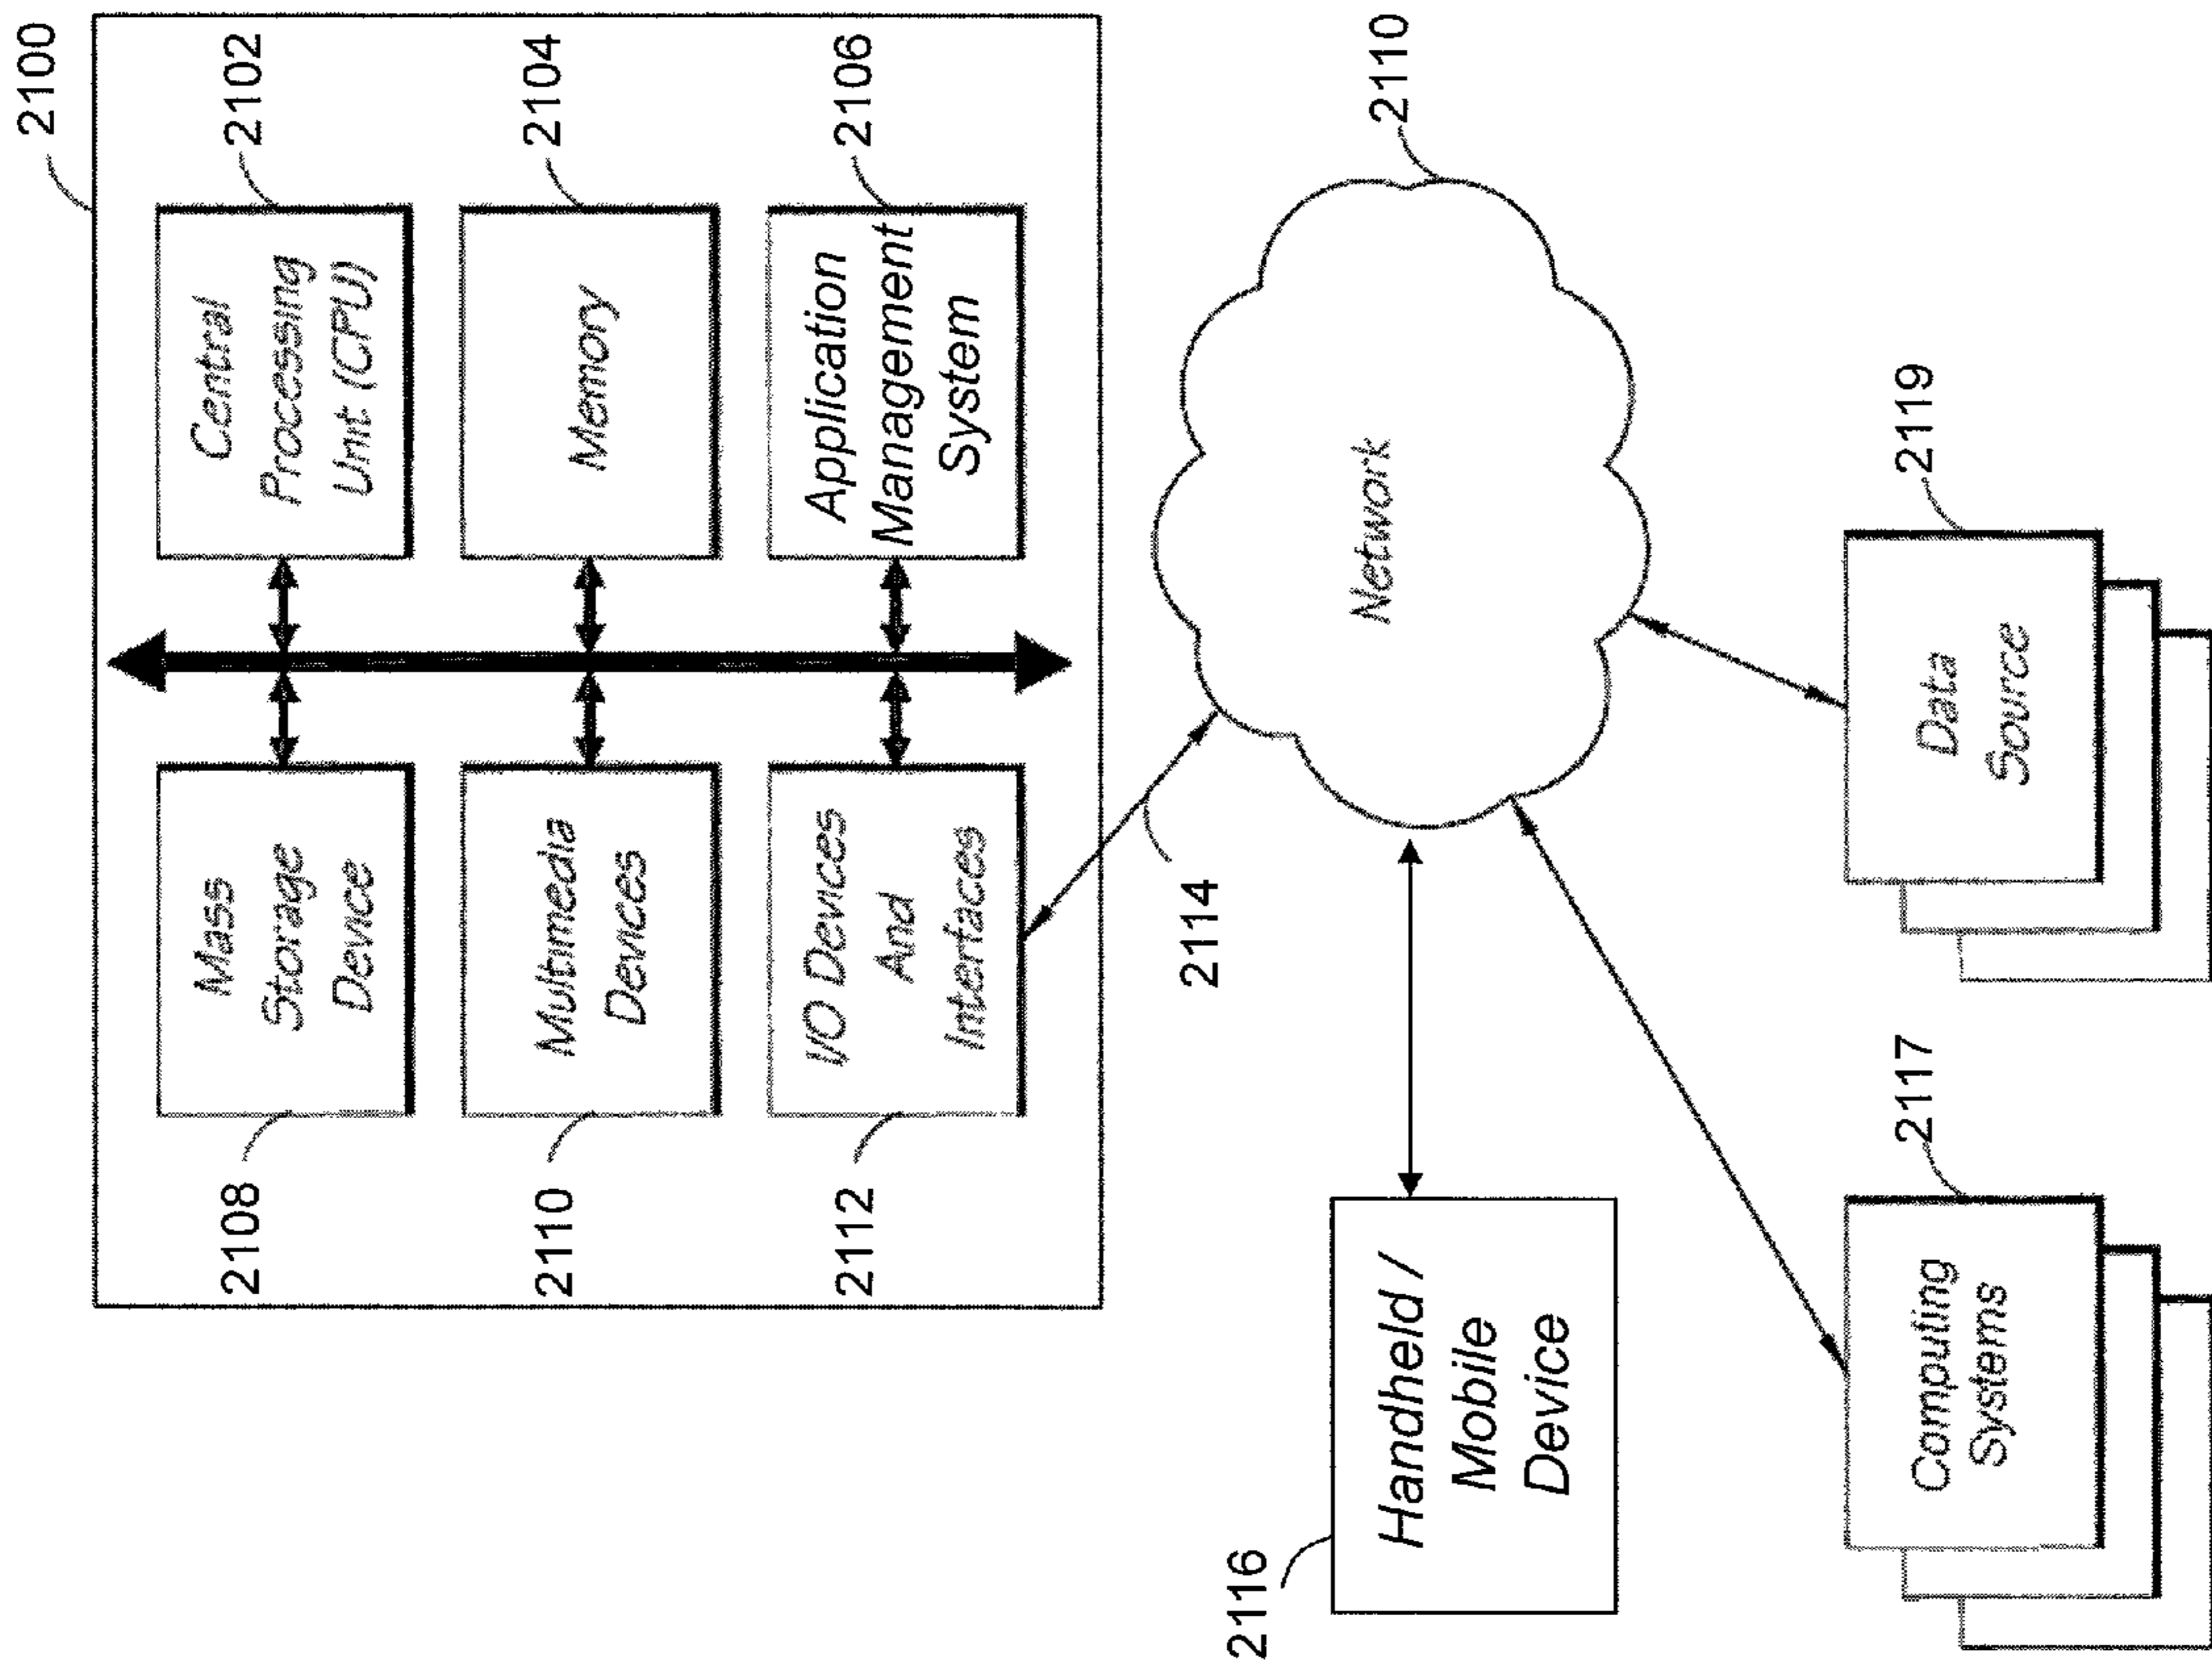 2100
2108
Mass
Storage
Device
Central
Processing
Unit (CPU)
2102
2110
Multimedia
Devices
Memory
2104
2112
I/O Devices
And
Interfaces
Application
Management
System
2106
2114
2116
Handheld /
Mobile
Device
Network
2110
2117
Computing
Systems
2119
Data
Source